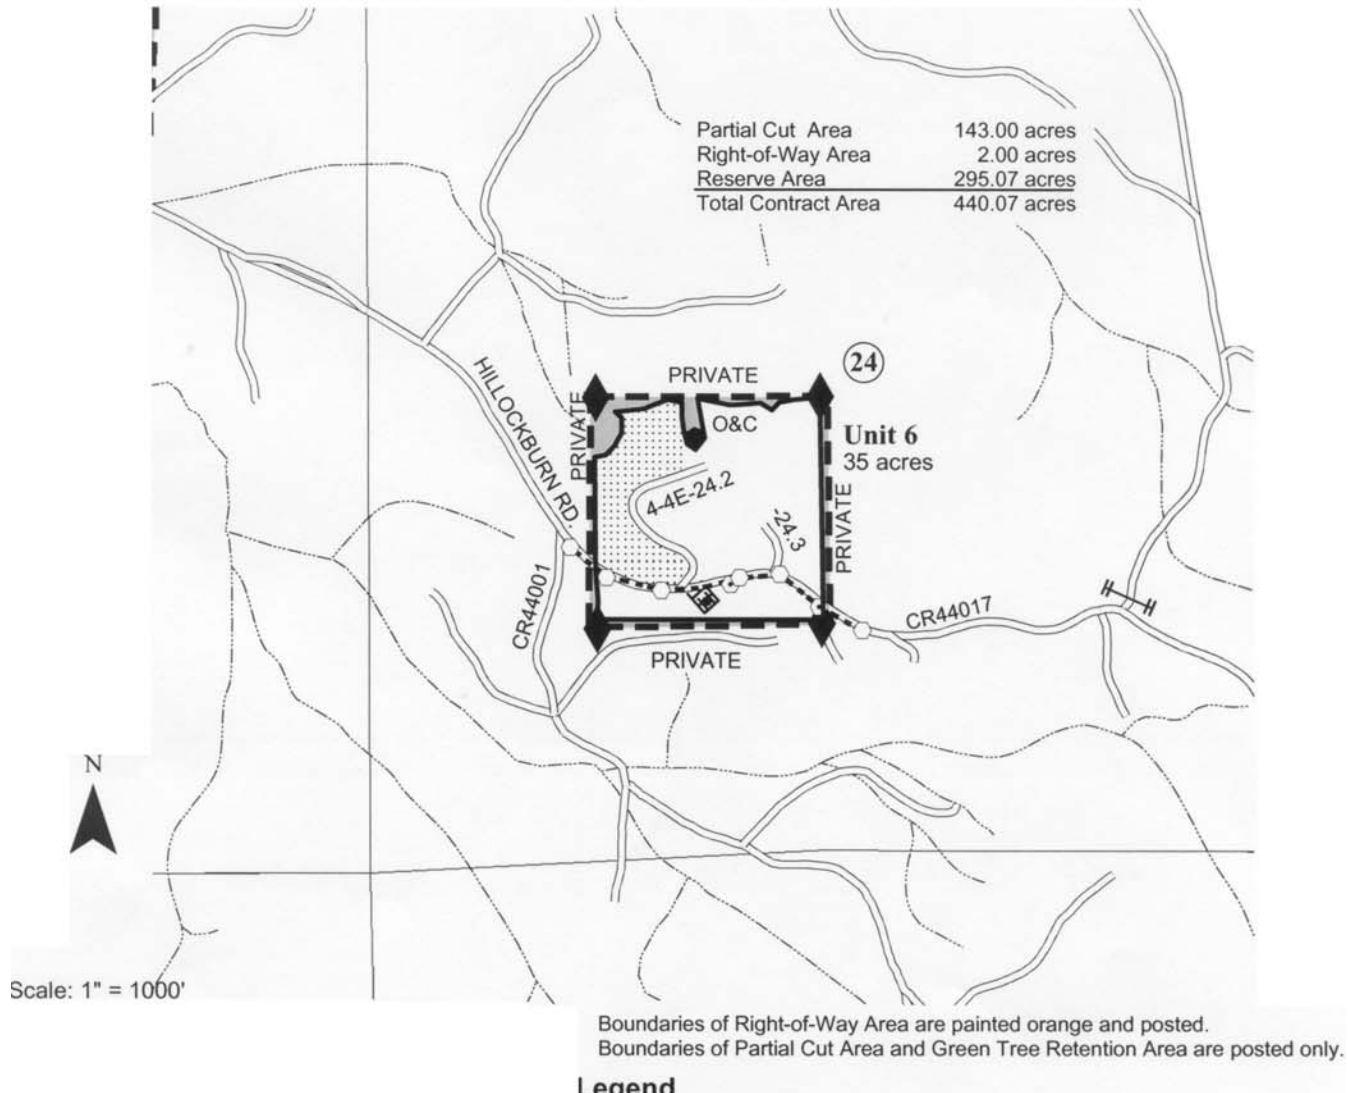 Partial Cut Area 143.00 acres
Right-of-Way Area 2.00 acres
Reserve Area 295.07 acres
Total Contract Area 440.07 acres
24
PRIVATE
HILLOCKBURN RD.
PRIVATE
O&C
Unit 6
35 acres
4-4E-24.2
-24.3
PRIVATE
CR44001
CR44017
PRIVATE
N
Scale: 1" = 1000'
Boundaries of Right-of-Way Area are painted orange and posted.
Boundaries of Partial Cut Area and Green Tree Retention Area are posted only.
Legend